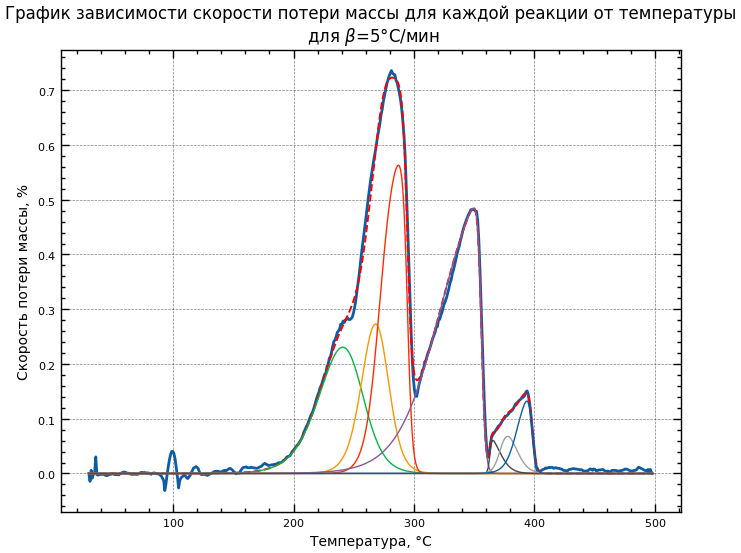 График зависимости скорости потери массы для каждой реакции от температуры
для β=5°C/мин
Скорость потери массы, %
0.7
0.6
0.5
0.4
0.3
0.2
0.1
0.0
100 200 300 400 500
Температура, °C